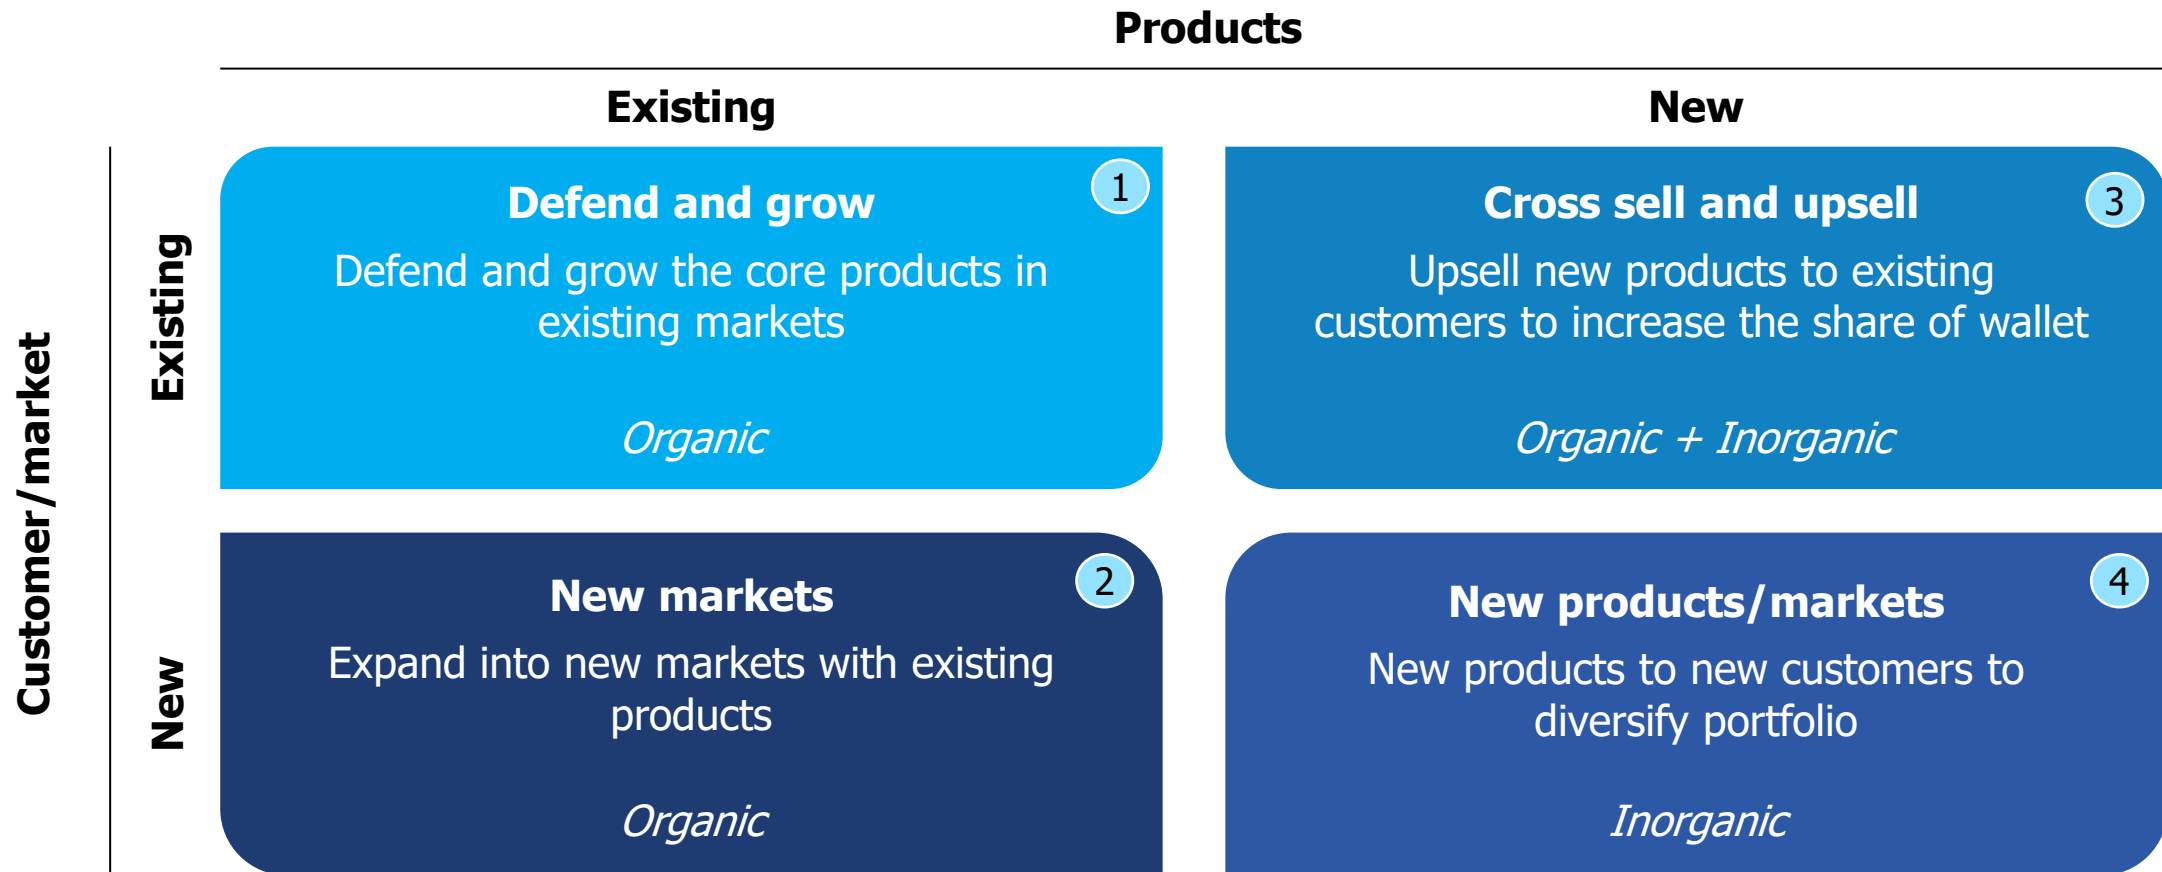 Products
Existing
New
Customer/market
Existing
Defend and grow
1
Defend and grow the core products in
existing markets
Organic
Cross sell and upsell
3
Upsell new products to existing
customers to increase the share of wallet
Organic + Inorganic
New
New markets
2
Expand into new markets with existing
products
Organic
New products/markets
4
New products to new customers to
diversify portfolio
Inorganic